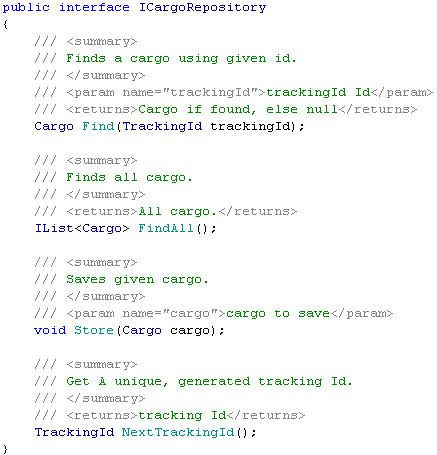 public interface ICargoRepository
{
    /// <summary>
    /// Finds a cargo using given id.
    /// </summary>
    /// <param name="trackingId">trackingId Id</param>
    /// <returns>Cargo if found, else null</returns>
    Cargo Find(TrackingId trackingId);

    /// <summary>
    /// Finds all cargo.
    /// </summary>
    /// <returns>All cargo.</returns>
    IList<Cargo> FindAll();

    /// <summary>
    /// Saves given cargo.
    /// </summary>
    /// <param name="cargo">cargo to save</param>
    void Store(Cargo cargo);

    /// <summary>
    /// Get A unique, generated tracking Id.
    /// </summary>
    /// <returns>tracking Id</returns>
    TrackingId NextTrackingId();
}